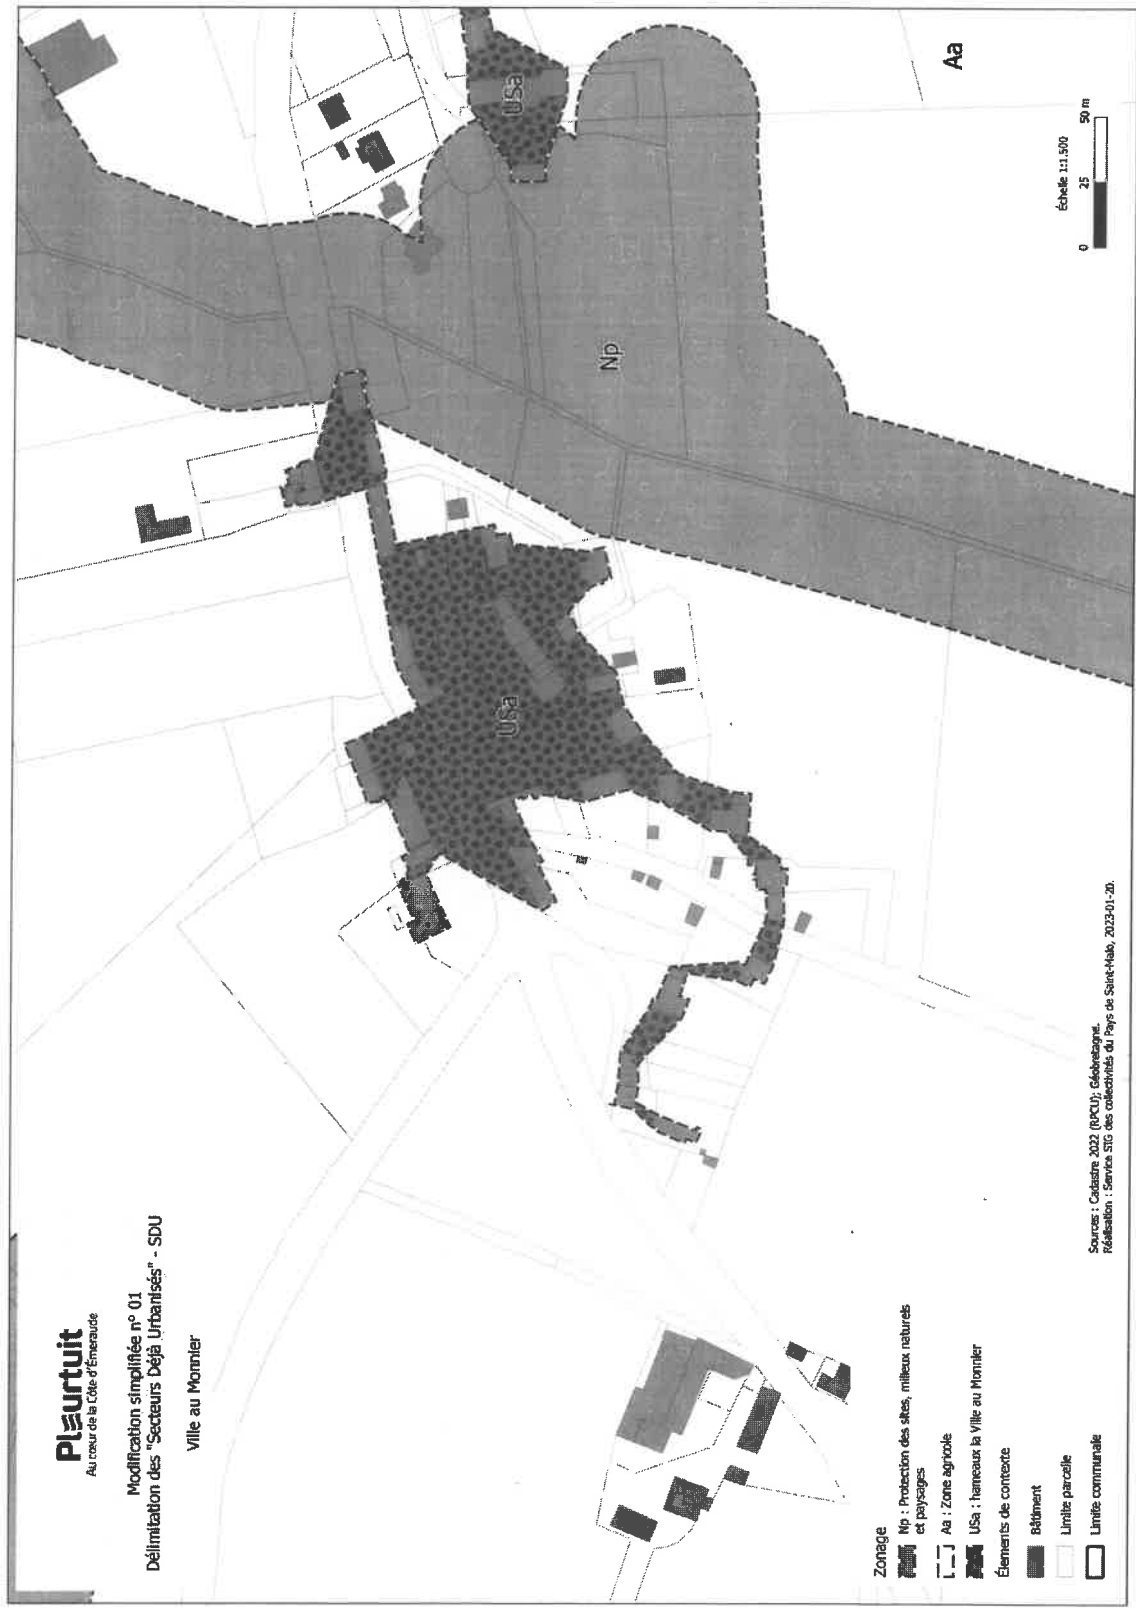 Pleurtuit
Au cœur de la Côte d'Émeraude
Modification simplifiée n° 01
Délimitation des "Secteurs Déjà Urbanisés" - SDU
Ville au Monnier
USa
Aa
Np
USa
Zonage
Np : Protection des sites, milieux naturels
et paysages
Aa : Zone agricole
USa : hameaux la Ville au Monnier
Élements de contexte
Bâtiment
Limite parcelle
Limite communale
Échelle 1:1.500
0 25 50 m
Sources : Cadastre 2022 (RPCU); Géobretagne.
Réalisation : Service SIG des collectivités du Pays de Saint-Malo, 2023-01-20.